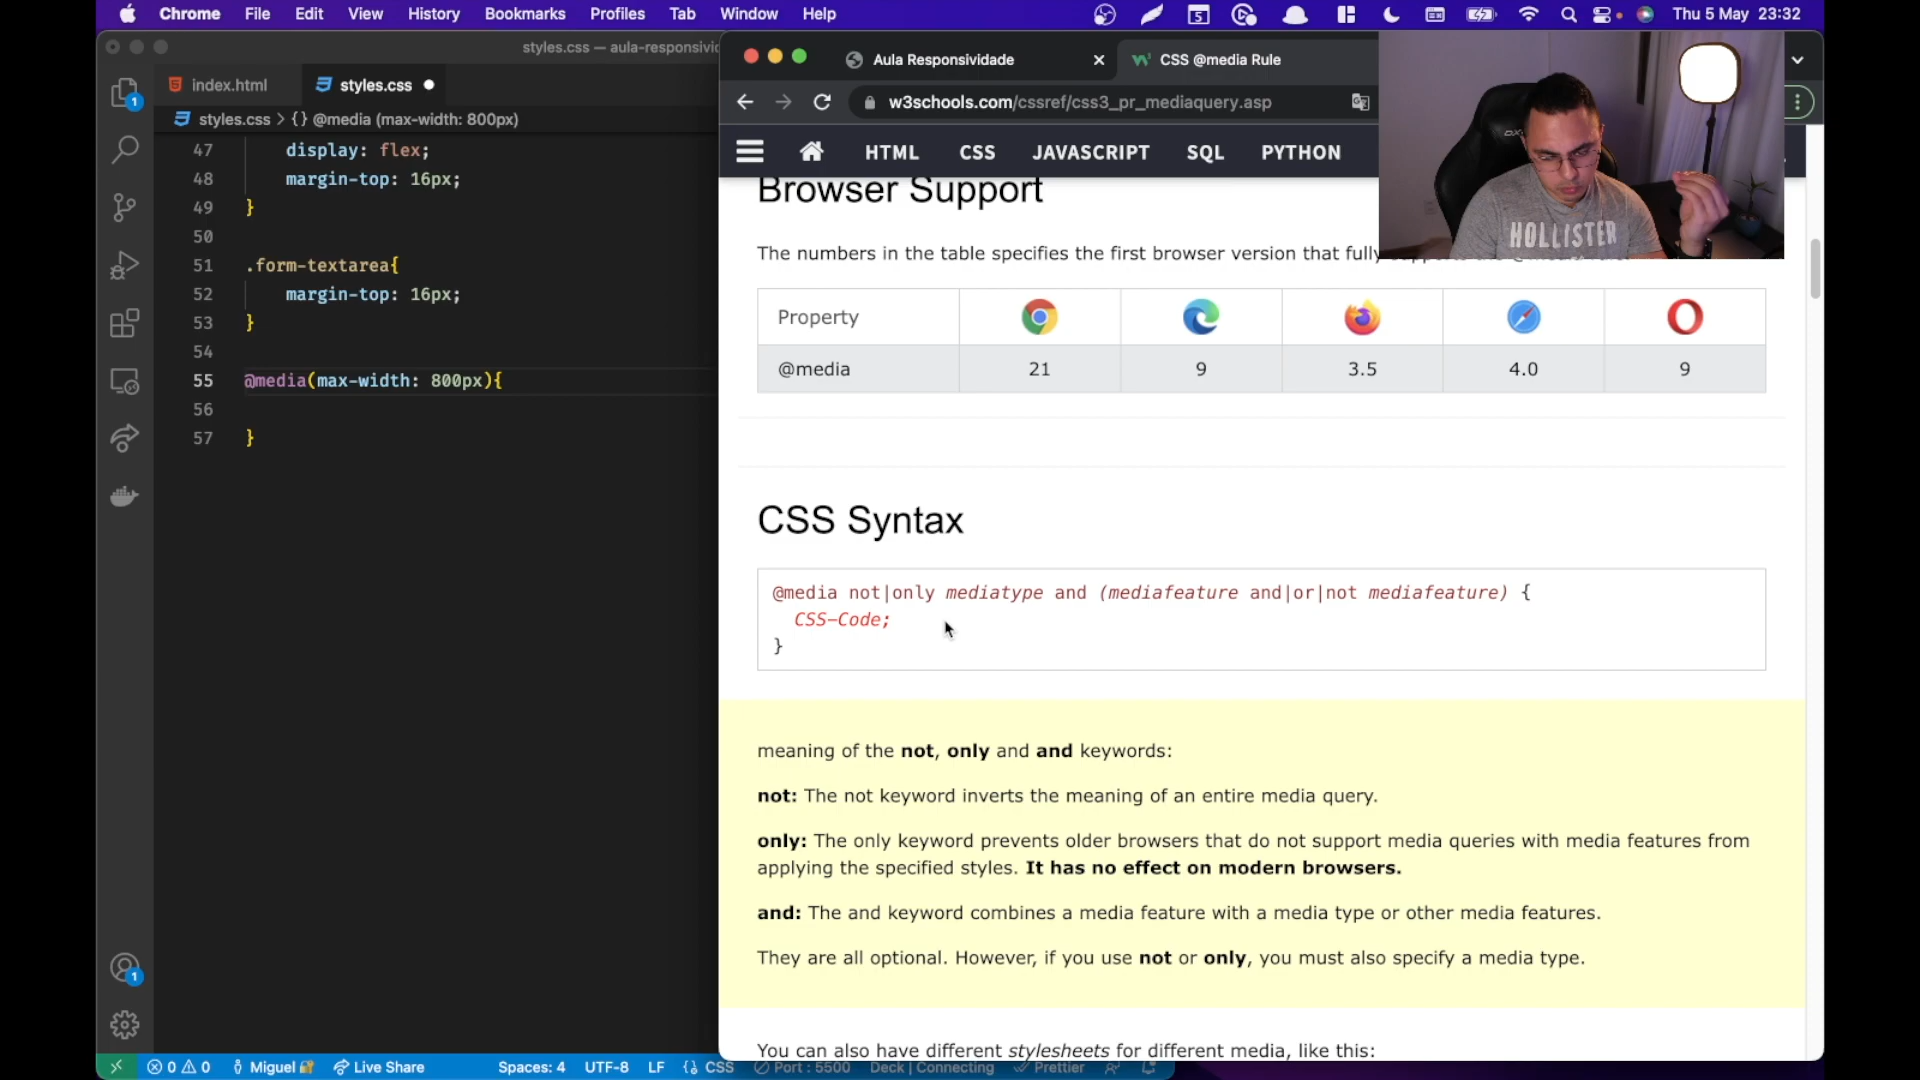 Chrome File Edit View History Bookmarks Profiles Tab Window Help Thu 5 May 23:32
styles.css — aula-responsivid
index.html styles.css
styles.css > {} @media (max-width: 800px)
47 display: flex;
48 margin-top: 16px;
49 }
50
51 .form-textarea{
52 margin-top: 16px;
53 }
54
55 @media(max-width: 800px){
56
57 }
1
1
0 0 Miguel Live Share Spaces: 4 UTF-8 LF {} CSS Port : 5500 Deck | Connecting Prettier
Aula Responsividade CSS @media Rule
w3schools.com/cssref/css3_pr_mediaquery.asp
HTML CSS JAVASCRIPT SQL PYTHON
HOLLISTER
Browser Support
The numbers in the table specifies the first browser version that fully
Property
@media 21 9 3.5 4.0 9
CSS Syntax
@media not|only mediatype and (mediafeature and|or|not mediafeature) {
CSS-Code;
}
meaning of the not, only and and keywords:
not: The not keyword inverts the meaning of an entire media query.
only: The only keyword prevents older browsers that do not support media queries with media features from
applying the specified styles. It has no effect on modern browsers.
and: The and keyword combines a media feature with a media type or other media features.
They are all optional. However, if you use not or only, you must also specify a media type.
You can also have different stylesheets for different media, like this: